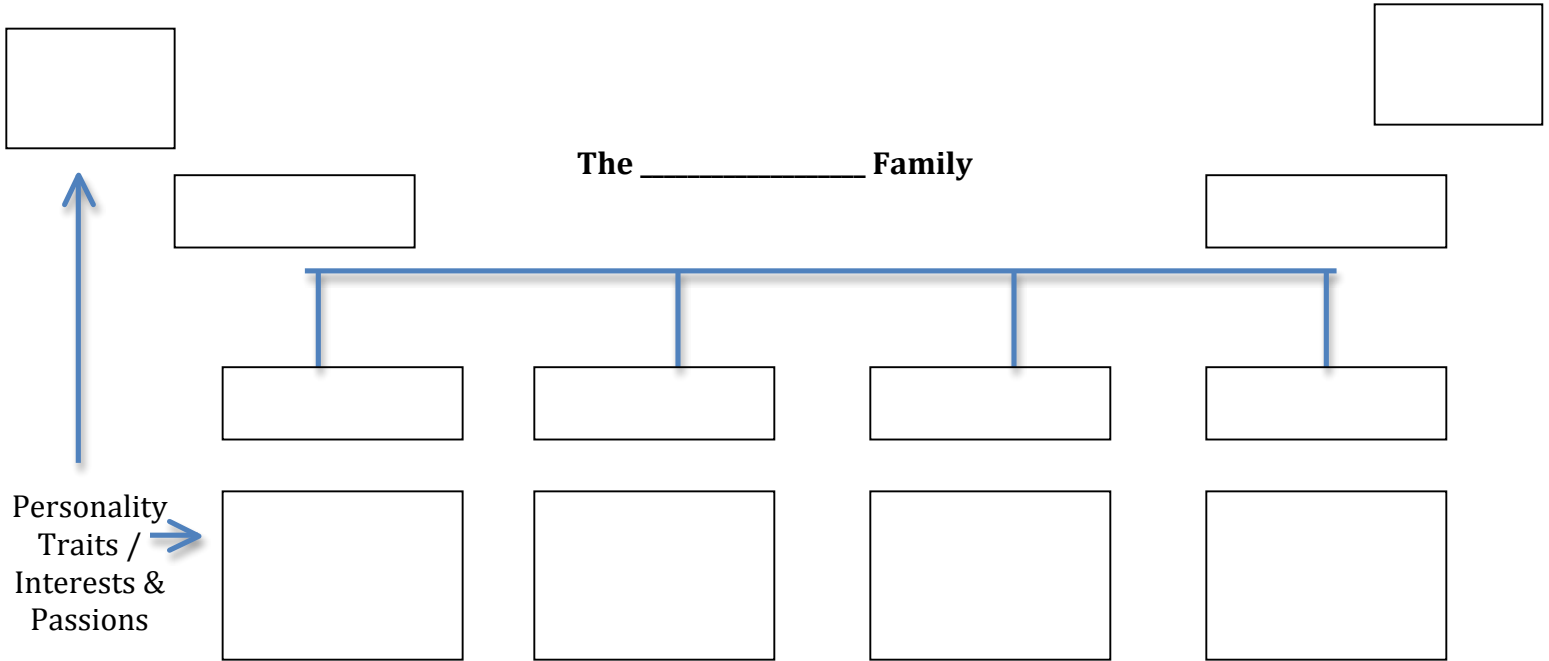 The ________________ Family
Personality
Traits /
Interests &
Passions